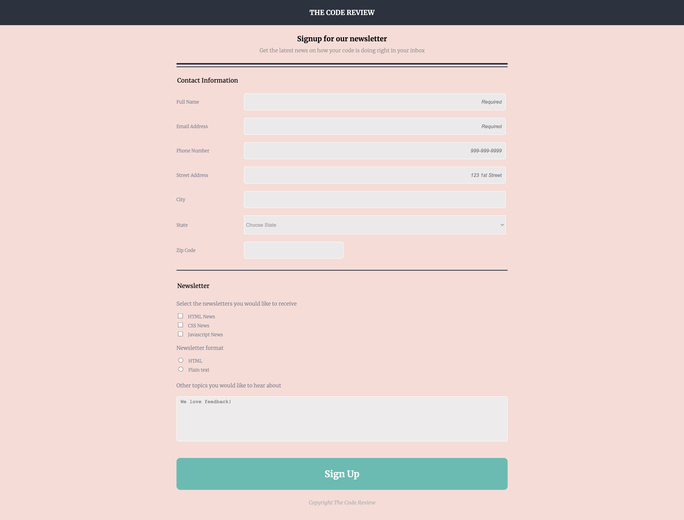 THE CODE REVIEW
Signup for our newsletter
Get the latest news on how your code is doing right in your inbox
Contact Information
Full Name Required
Email Address Required
Phone Number 999-999-9999
Street Address 123 1st Street
City
State Choose State
Zip Code
Newsletter
Select the newsletters you would like to receive
HTML News
CSS News
Javascript News
Newsletter format
HTML
Plain text
Other topics you would like to hear about
We love feedback!
Sign Up
Copyright The Code Review